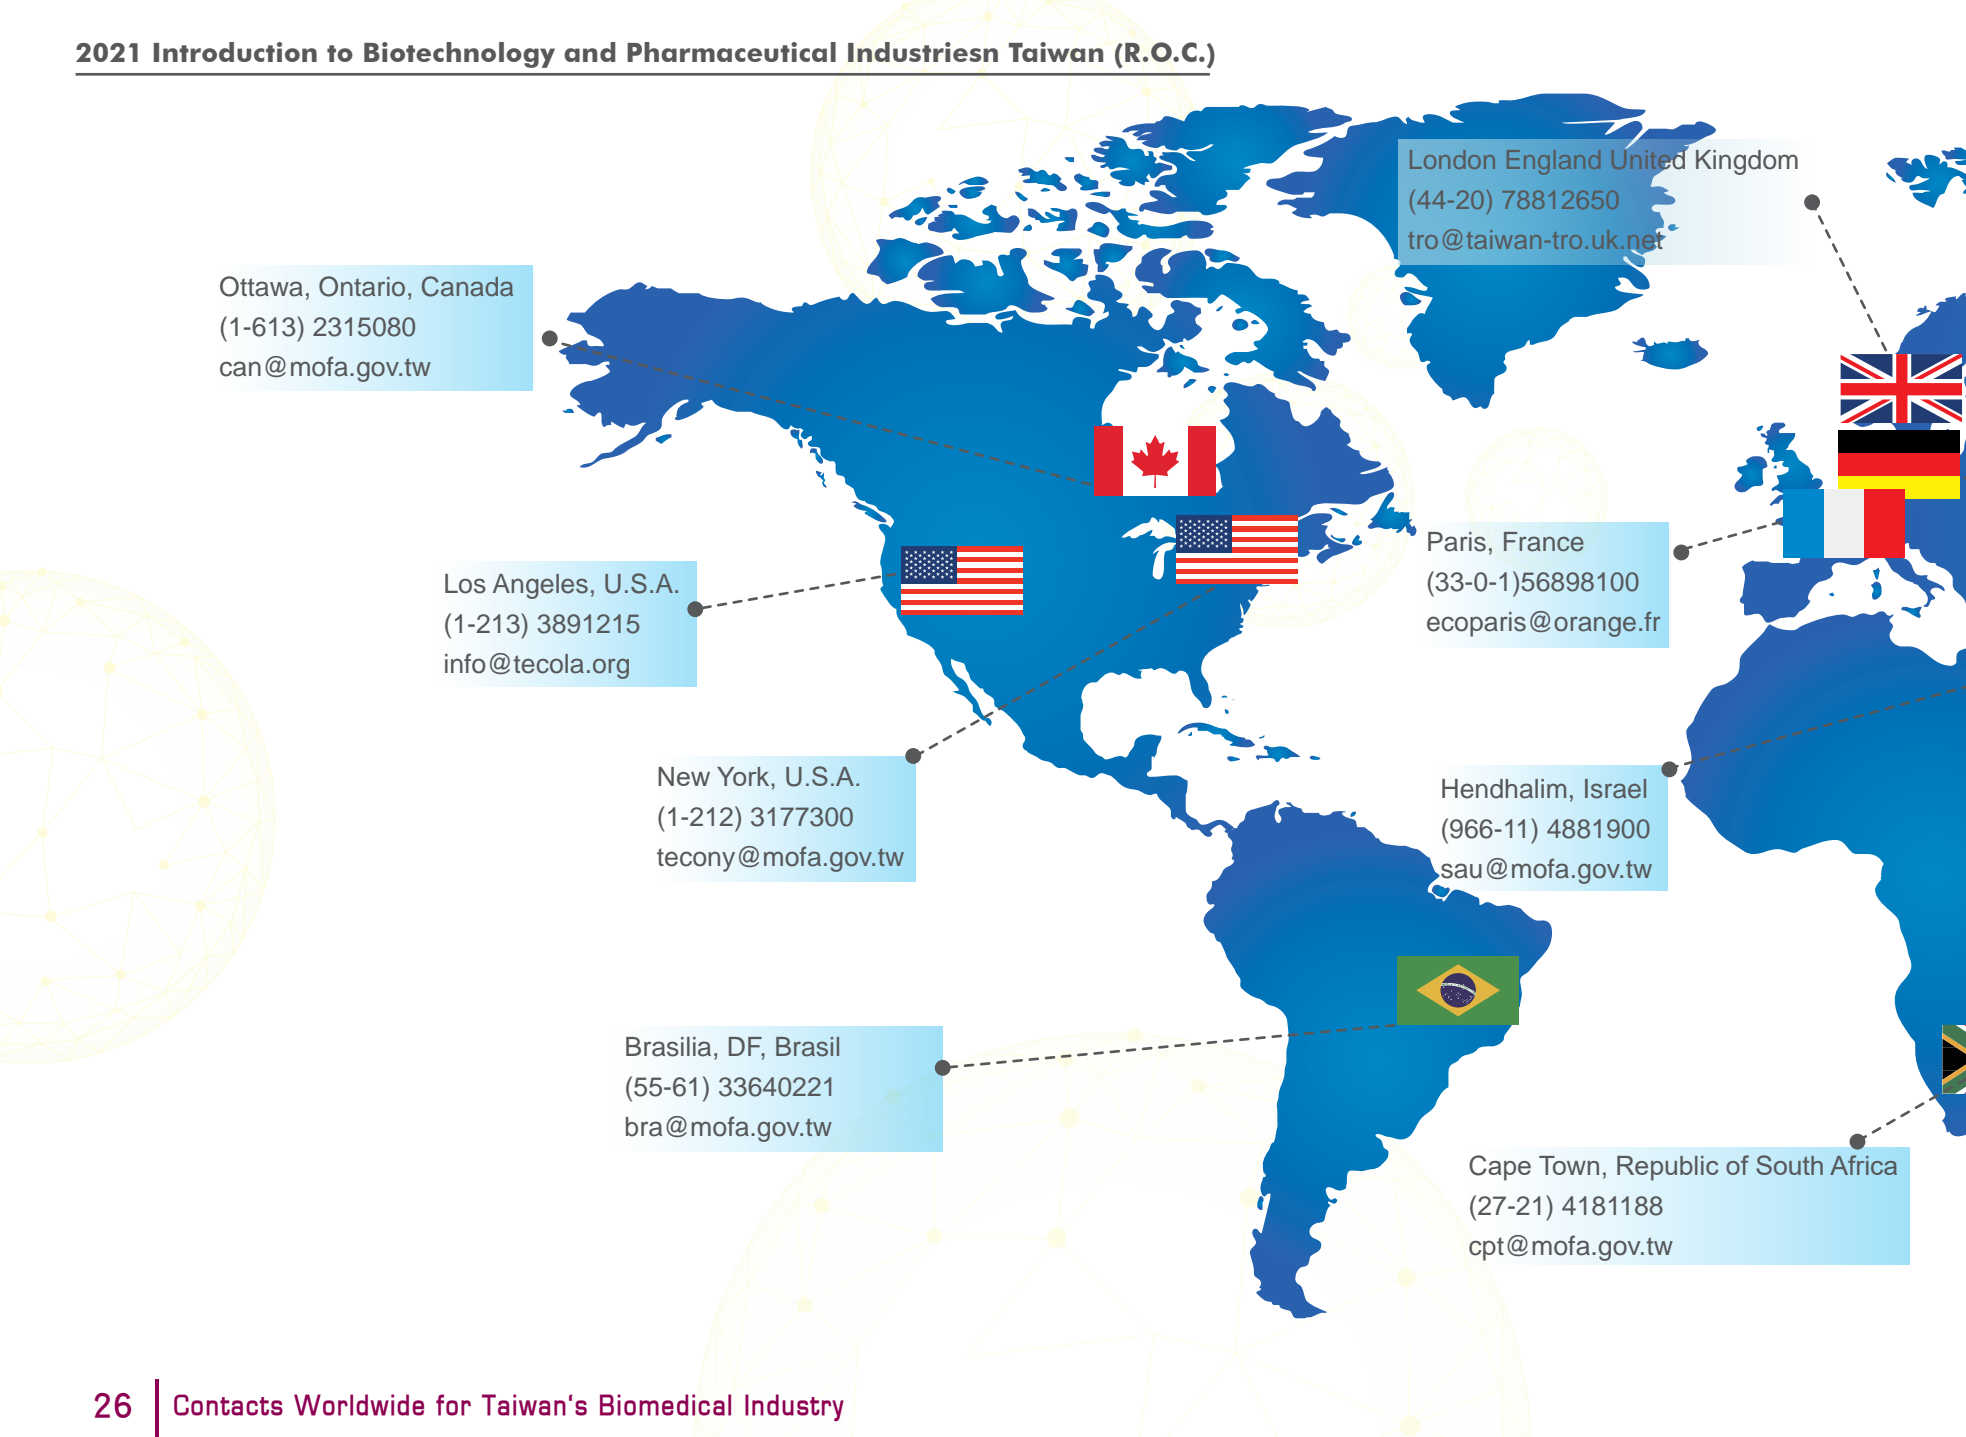 2021 Introduction to Biotechnology and Pharmaceutical Industriesn Taiwan (R.O.C.)
London England United Kingdom
(44-20) 78812650
tro@taiwan-tro.uk.net
Ottawa, Ontario, Canada
(1-613) 2315080
can@mofa.gov.tw
Paris, France
(33-0-1)56898100
ecoparis@orange.fr
Los Angeles, U.S.A.
(1-213) 3891215
info@tecola.org
New York, U.S.A.
(1-212) 3177300
tecony@mofa.gov.tw
Hendhalim, Israel
(966-11) 4881900
sau@mofa.gov.tw
Brasilia, DF, Brasil
(55-61) 33640221
bra@mofa.gov.tw
Cape Town, Republic of South Africa
(27-21) 4181188
cpt@mofa.gov.tw
26
Contacts Worldwide for Taiwan's Biomedical Industry